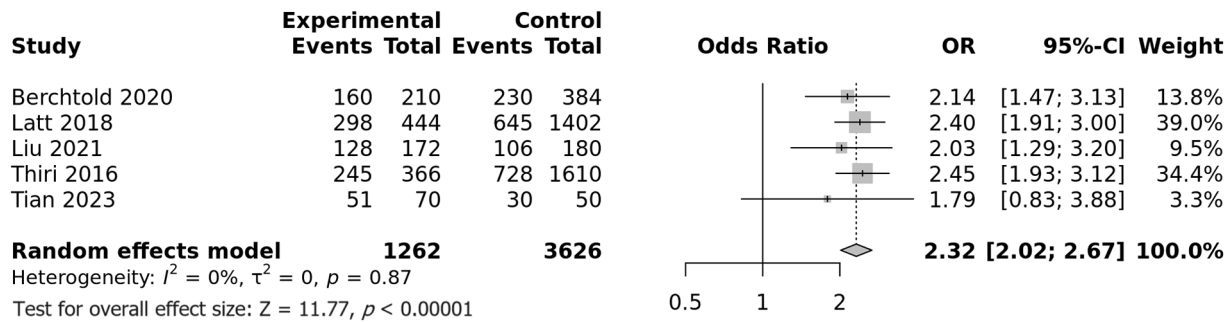 Experimental Control
Study Events Total Events Total Odds Ratio OR 95%-CI Weight
Berchtold 2020 160 210 230 384 2.14 [1.47; 3.13] 13.8%
Latt 2018 298 444 645 1402 2.40 [1.91; 3.00] 39.0%
Liu 2021 128 172 106 180 2.03 [1.29; 3.20] 9.5%
Thiri 2016 245 366 728 1610 2.45 [1.93; 3.12] 34.4%
Tian 2023 51 70 30 50 1.79 [0.83; 3.88] 3.3%
Random effects model 1262 3626 2.32 [2.02; 2.67] 100.0%
Heterogeneity: I² = 0%, τ² = 0, p = 0.87
0.5 1 2
Test for overall effect size: Z = 11.77, p < 0.00001